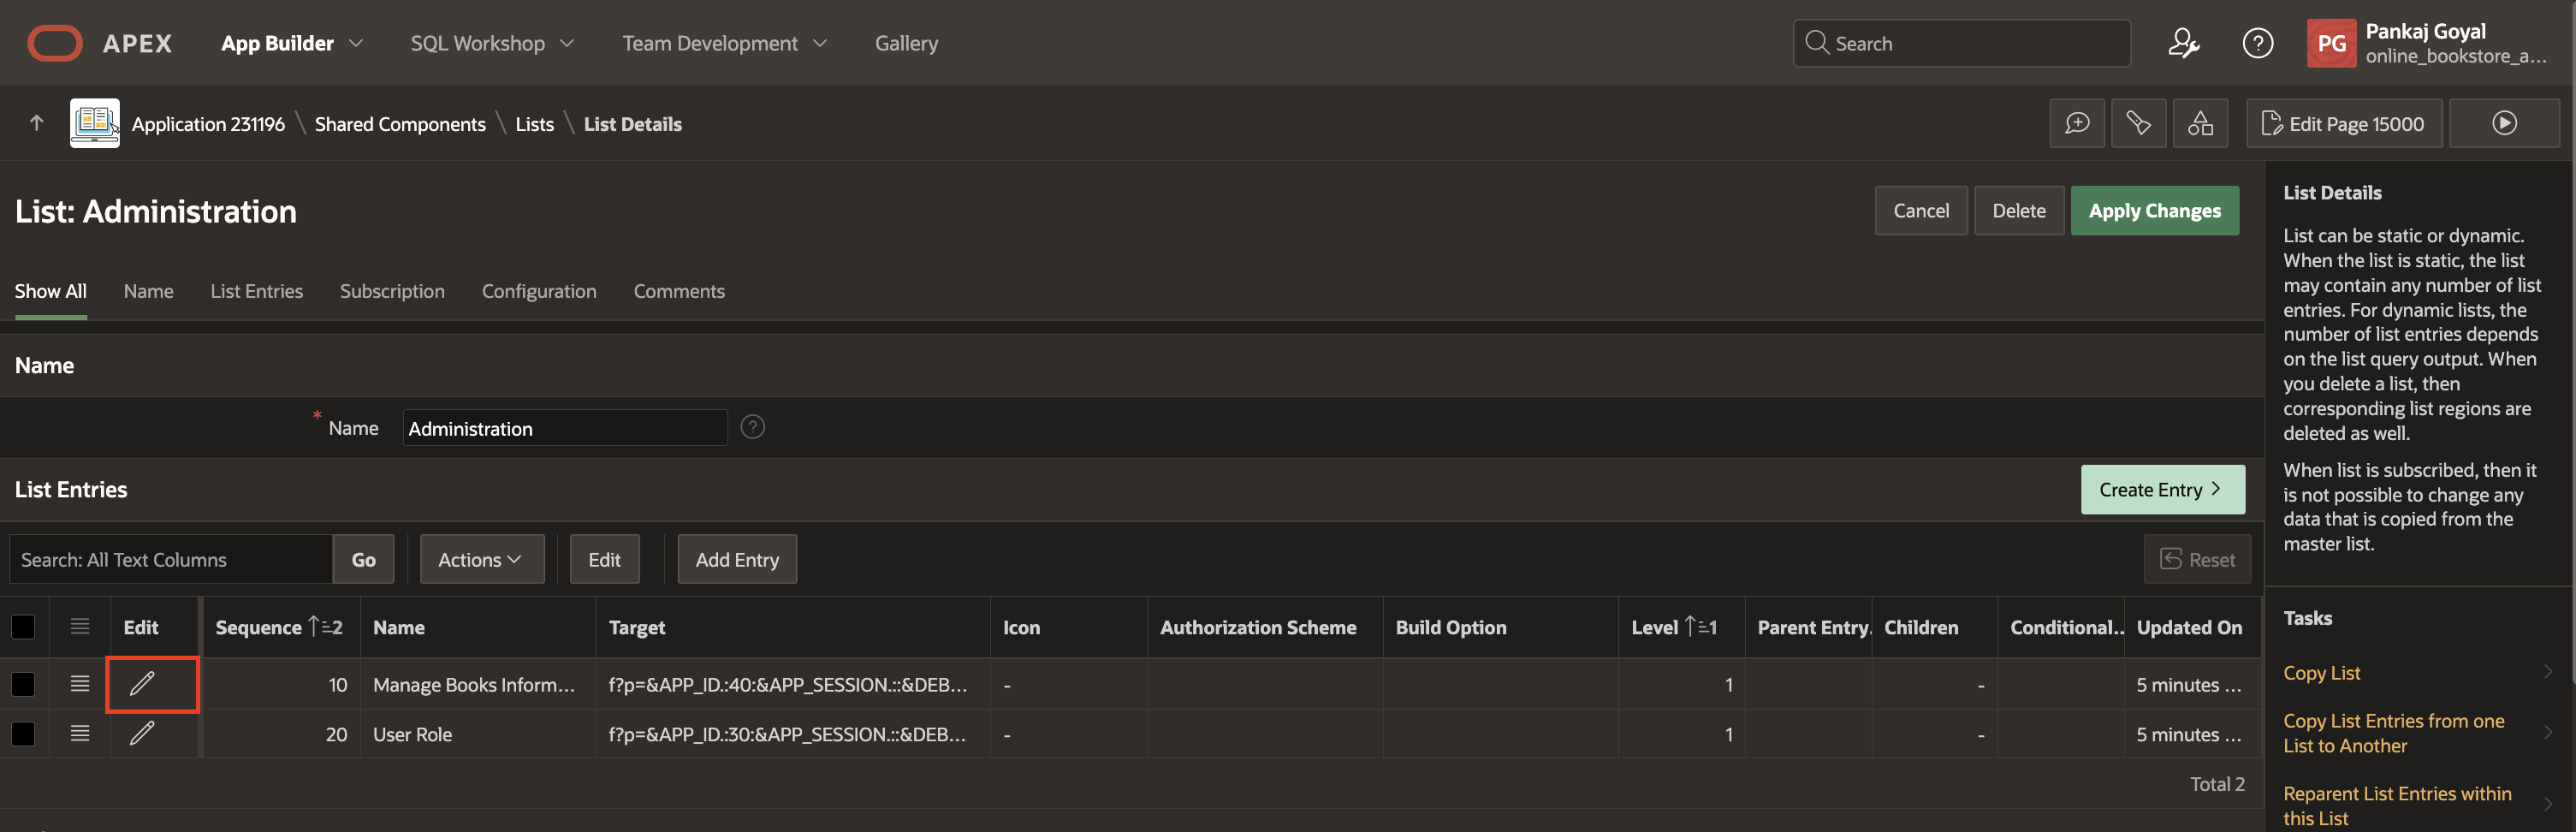 APEX App Builder SQL Workshop Team Development Gallery Search PG Pankaj Goyal
online_bookstore_a...
Application 231196 \ Shared Components \ Lists \ List Details Edit Page 15000
List: Administration Cancel Delete Apply Changes
Show All Name List Entries Subscription Configuration Comments
Name
* Name Administration ?
List Entries Create Entry >
Search: All Text Columns Go Actions Edit Add Entry Reset
Edit Sequence 2 Name Target Icon Authorization Scheme Build Option Level 1 Parent Entry. Children Conditional.. Updated On
10 Manage Books Inform... f?p=&APP_ID.:40:&APP_SESSION.::&DEB... - 1 - 5 minutes ...
20 User Role f?p=&APP_ID.:30:&APP_SESSION.::&DEB... - 1 - 5 minutes ...
Total 2
List Details
List can be static or dynamic.
When the list is static, the list
may contain any number of list
entries. For dynamic lists, the
number of list entries depends
on the list query output. When
you delete a list, then
corresponding list regions are
deleted as well.
When list is subscribed, then it
is not possible to change any
data that is copied from the
master list.
Tasks
Copy List
Copy List Entries from one
List to Another
Reparent List Entries within
this List